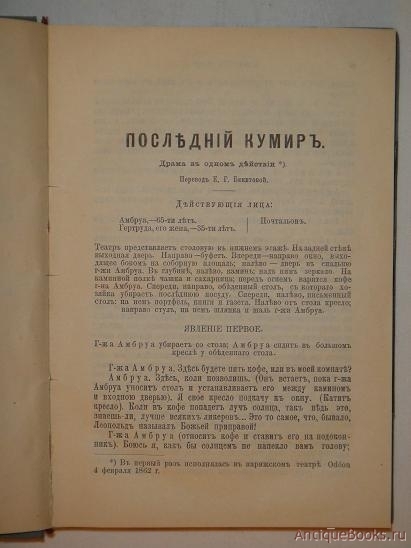 ПОСЛѢДНІЙ КУМИРЪ.
Драма въ одномъ дѣйствіи *).
Переводъ Е. Г. Бекетовой.
ДѢЙСТВУЮЩІЯ ЛИЦА:
Амбруа,—65-ти лѣтъ.
Гертруда, его жена,—35-ти лѣтъ.
Почтальонъ.
Театръ представляетъ столовую въ нижнемъ этажѣ. На задней стѣнѣ
выходная дверь. Направо—буфетъ. Впереди—направо окно, вы-
ходящее бокомъ на соборную площадь; налѣво—дверь въ спальню
г-жи Амбруа. Въ глубинѣ, налѣво, каминъ; надъ нимъ зеркало. На
каминной полкѣ чашка и сахарница; передъ огнемъ варится кофе
г-на Амбруа. Спереди, направо, обѣденный столъ, съ котораго хо-
зяйка убираетъ послѣднюю посуду. Спереди, налѣво, письменный
столъ; на немъ портфель, книги и газета. Налѣво отъ стола кресло;
направо стулъ, на немъ шляпка и шаль г-жи Амбруа.
ЯВЛЕНІЕ ПЕРВОЕ.
Г-жа Амбруа убираетъ со стола; Амбруа сидитъ въ большомъ
креслѣ у обѣденнаго стола.
Г-жа Амбруа. Здѣсь будете пить кофе, или въ моей комнатѣ?
Амбруа. Здѣсь, коли позволишь. (Онъ встаетъ, пока г-жа
Амбруа уноситъ столъ и устанавливаетъ его между каминомъ
и входною дверью). Я свое кресло подкачу къ окну. (Катитъ
кресло). Коли въ кофе попадетъ лучъ солнца, такъ вѣдь это,
знаешь-ли, лучше всякихъ ликеровъ... Это то самое, что, бывало,
Леопольдъ называлъ Божьей приправой!
Г-жа Амбруа (относитъ кофе и ставитъ его на подокон-
никъ). Боюсь я, какъ бы солнцемъ не напекло вамъ голову;
*) Въ первый разъ исполнялась въ парижскомъ театрѣ Odéon
4 февраля 1862 г.
AntiqueBooks.ru